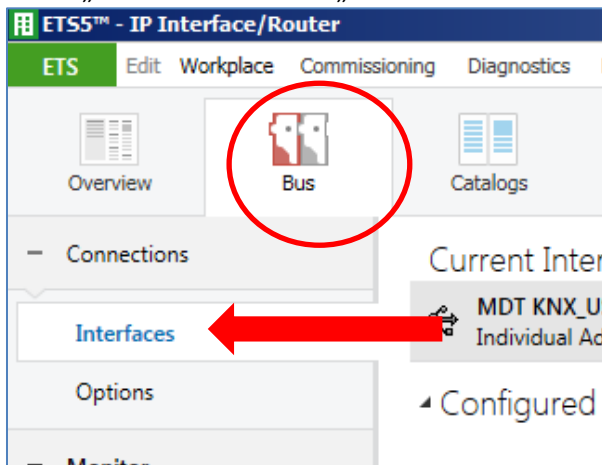 ETS5™ - IP Interface/Router
ETS Edit Workplace Commissioning Diagnostics
Overview Bus Catalogs
Connections
Current Inter
MDT KNX_U
Interfaces
Individual Ad
Options
Configured
Monitor